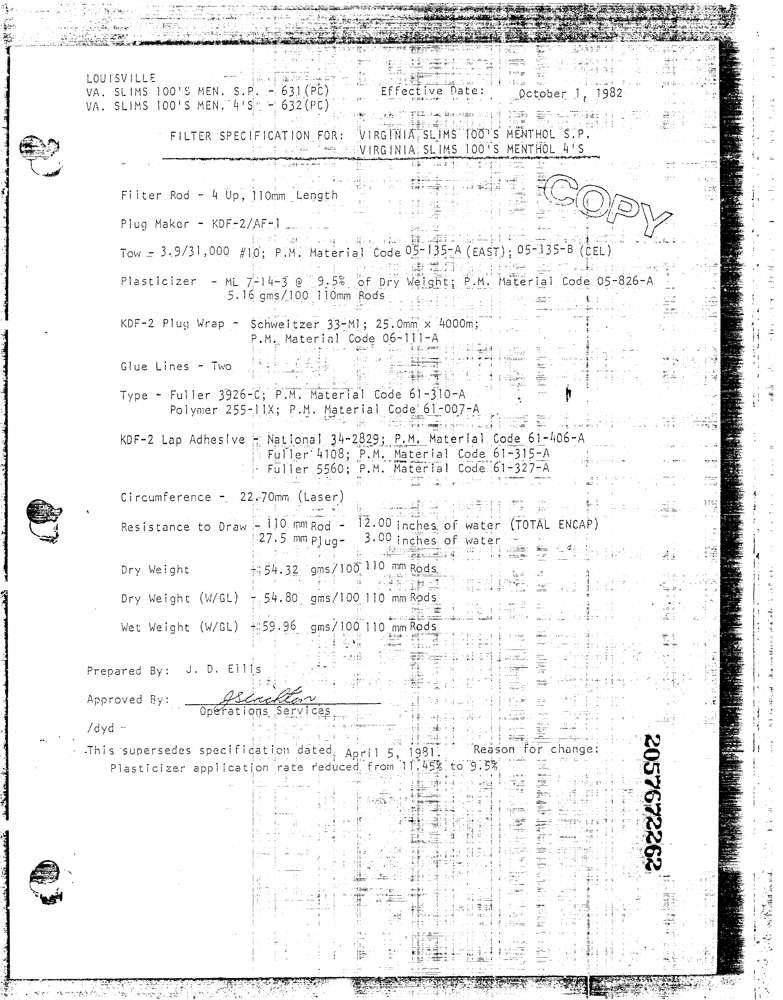 LOUISVILLE
VA. SLIMS 100'S MEN. S.P. - 631(PC) Effective Date: October 1, 1982
VA. SLIMS 100'S MEN. 4'S - 632(PC)
FILTER SPECIFICATION FOR: VIRGINIA SLIMS 100'S MENTHOL S.P.
VIRGINIA SLIMS 100'S MENTHOL 4'S
COPY
Filter Rod - 4 Up, 110mm Length
Plug Maker - KDF-2/AF-1
Tow - 3.9/31,000 #10; P.M. Material Code 05-135-A (EAST); 05-135-B (CEL)
Plasticizer - ML 7-14-3 @ 9.5% of Dry Weight; P.M. Material Code 05-826-A
5.16 gms/100 110mm Rods
KDF-2 Plug Wrap - Schweitzer 33-M1; 25.0mm x 4000m;
P.M. Material Code 06-111-A
Glue Lines - Two
Type - Fuller 3926-C; P.M. Material Code 61-310-A
Polymer 255-11X; P.M. Material Code 61-007-A
KDF-2 Lap Adhesive - National 34-2829; P.M. Material Code 61-406-A
Fuller 4108; P.M. Material Code 61-315-A
Fuller 5560; P.M. Material Code 61-327-A
Circumference - 22.70mm (Laser)
Resistance to Draw - 110 mm Rod - 12.00 inches of water (TOTAL ENCAP)
27.5 mm Plug- 3.00 inches of water
Dry Weight - 54.32 gms/100 110 mm Rods
Dry Weight (W/GL) - 54.80 gms/100 110 mm Rods
Wet Weight (W/GL) - 59.96 gms/100 110 mm Rods
Prepared By: J. D. Ellis
Approved By:
Operations Services
/dyd
This supersedes specification dated April 5, 1981. Reason for change:
Plasticizer application rate reduced from 11.45% to 9.5%
2057672262